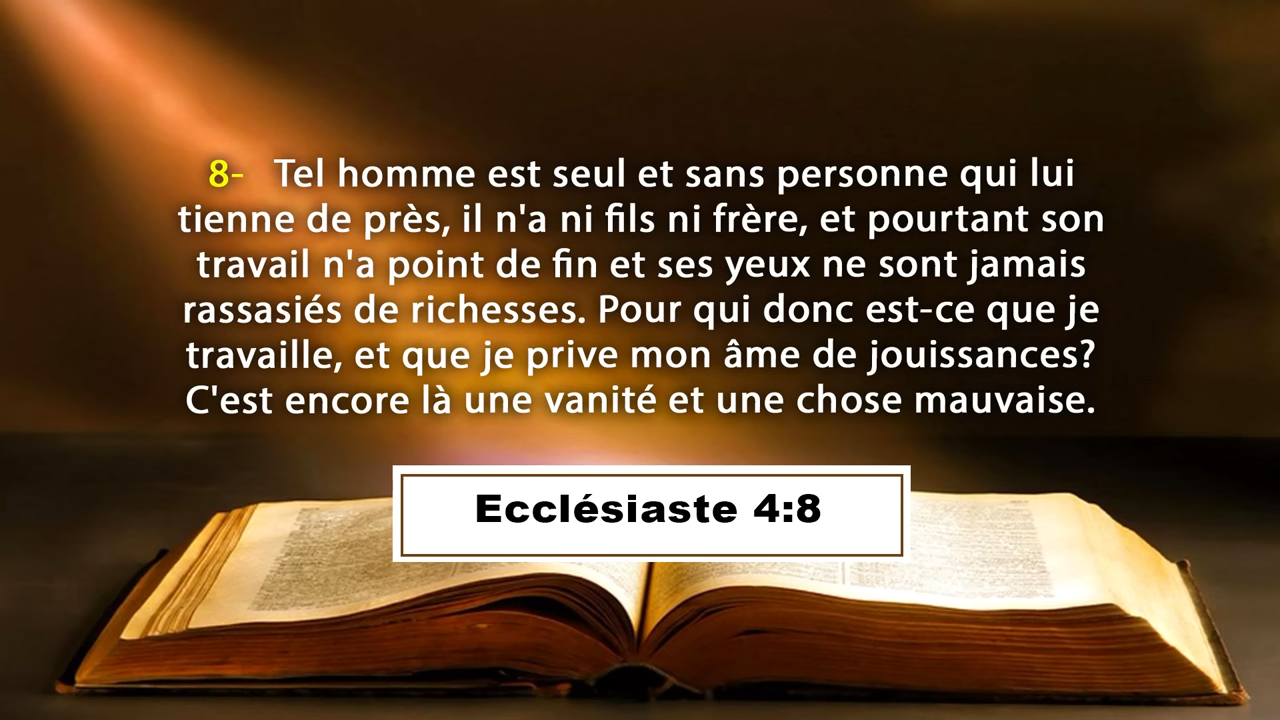 8- Tel homme est seul et sans personne qui lui
tienne de près, il n'a ni fils ni frère, et pourtant son
travail n'a point de fin et ses yeux ne sont jamais
rassasiés de richesses. Pour qui donc est-ce que je
travaille, et que je prive mon âme de jouissances?
C'est encore là une vanité et une chose mauvaise.
Ecclésiaste 4:8